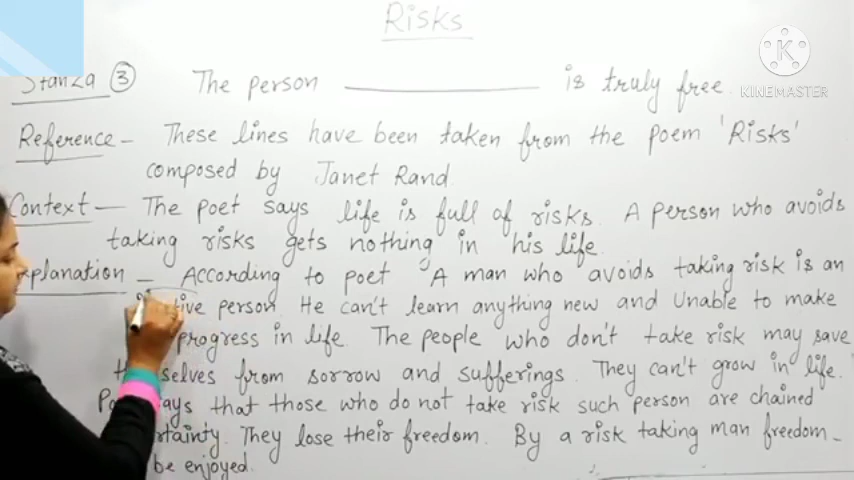 Risks
Stanza ③ The person ________ is truly free.
KINEMASTER
Reference - These lines have been taken from the poem 'Risks'
composed by Janet Rand.
Context - The poet says life is full of risks. A person who avoids
taking risks gets nothing in his life.
planation - According to poet "A man who avoids taking risk is an
tive person. He can't learn anything new and unable to make
progress in life. The people who don't take risk may save
selves from sorrow and sufferings. They can't grow in life.
ays that those who do not take risk such person are chained
rtainty. They lose their freedom. By a risk taking man freedom -
be enjoyed.